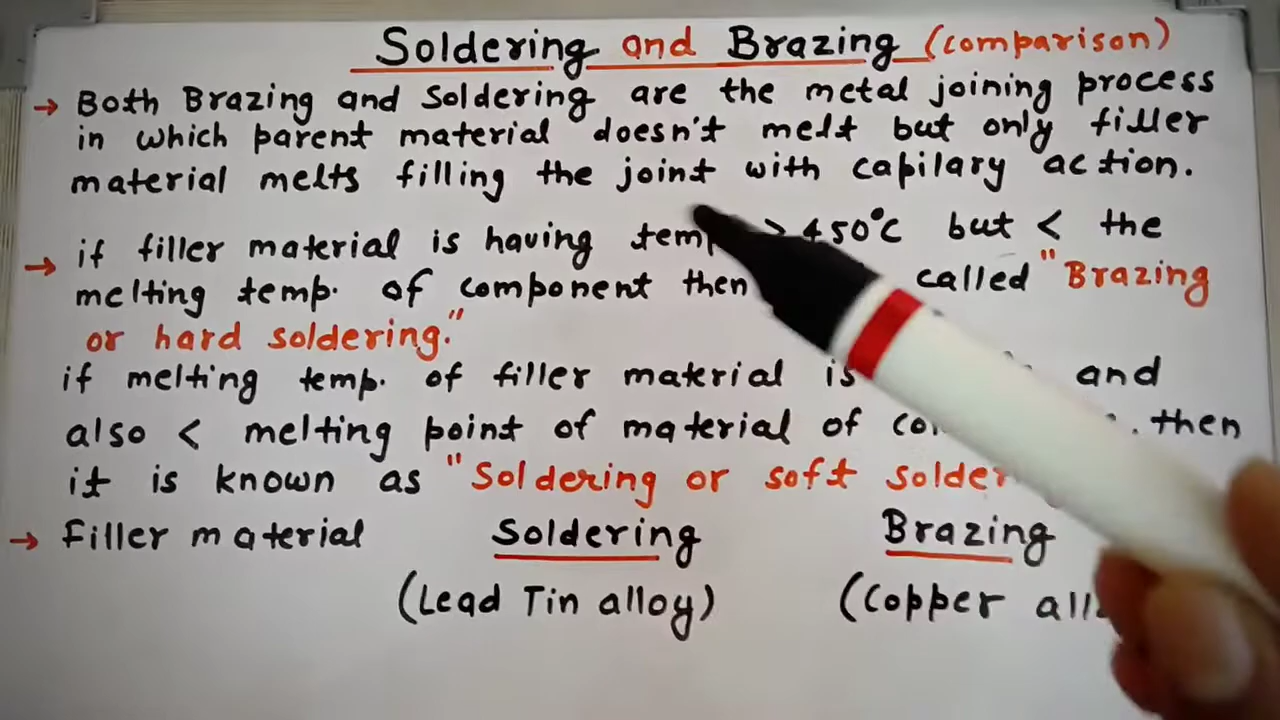 Soldering and Brazing (comparison)
→ Both Brazing and Soldering are the metal joining process
in which parent material doesn't melt but only filler
material melts filling the joint with capilary action.
→ if filler material is having temp > 450°C but < the
melting temp. of component then called "Brazing
or hard soldering."
if melting temp. of filler material is and
also < melting point of material of then
it is known as "Soldering or soft
→ Filler material Soldering Brazing
(Lead Tin alloy) (Copper